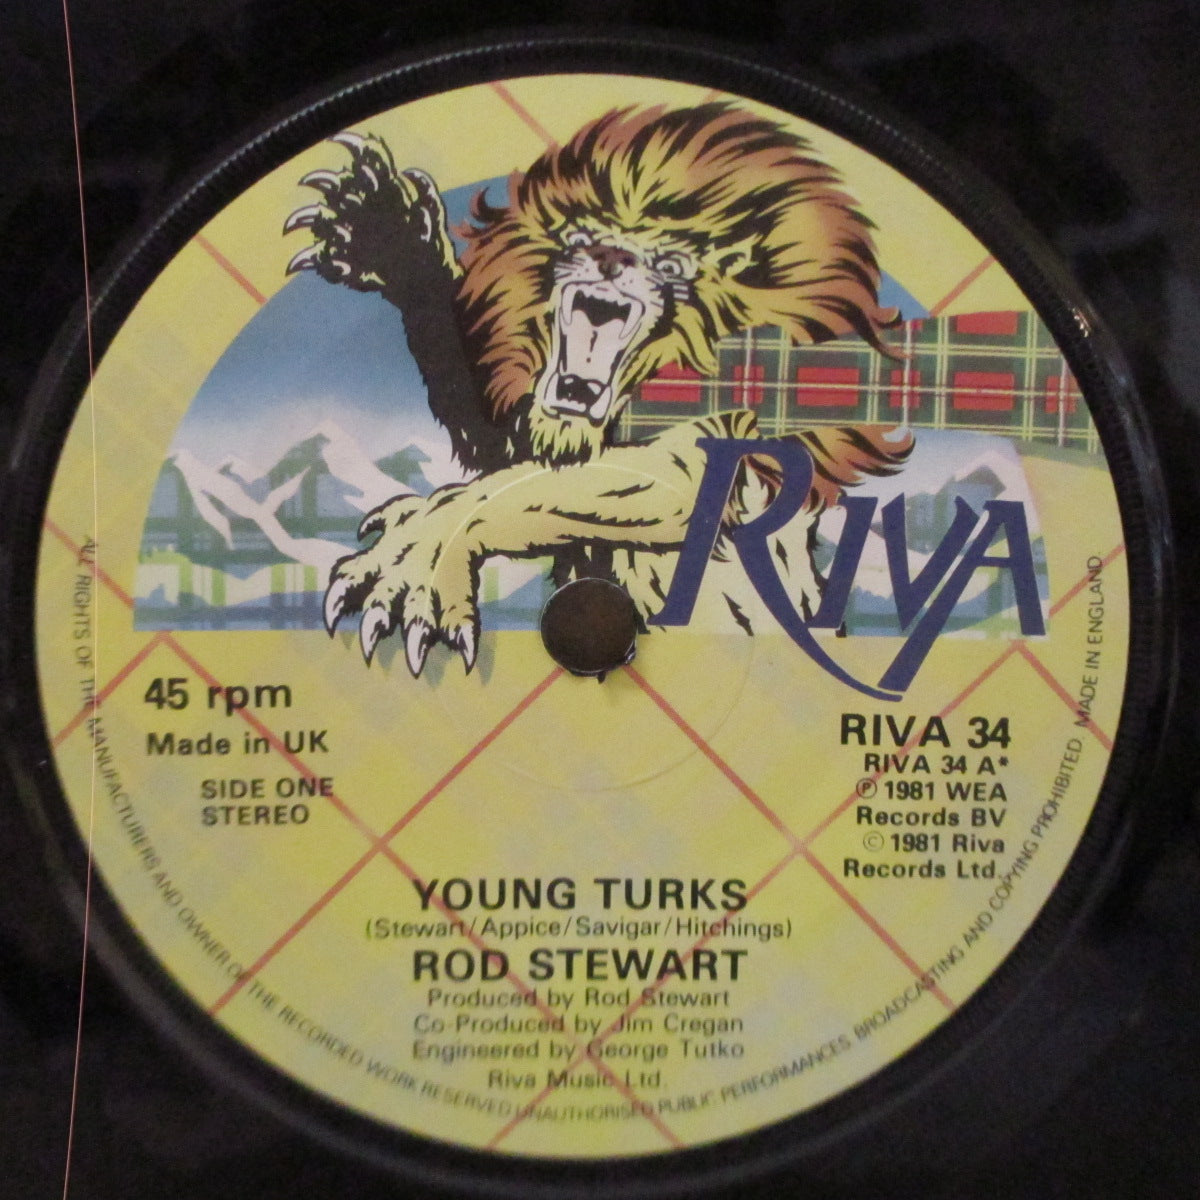 RIVA
45 rpm
Made in UK
SIDE ONE
STEREO
RIVA 34
RIVA 34 A*
℗ 1981 WEA
Records BV
© 1981 Riva
Records Ltd.
YOUNG TURKS
(Stewart/Appice/Savigar/Hitchings)
ROD STEWART
Produced by Rod Stewart
Co-Produced by Jim Cregan
Engineered by George Tutko
Riva Music Ltd.
ALL RIGHTS OF THE MANUFACTURERS AND OWNER OF THE RECORDED WORK RESERVED UNAUTHORISED PUBLIC PERFORMANCES BROADCASTING AND COPYING PROHIBITED. MADE IN ENGLAND